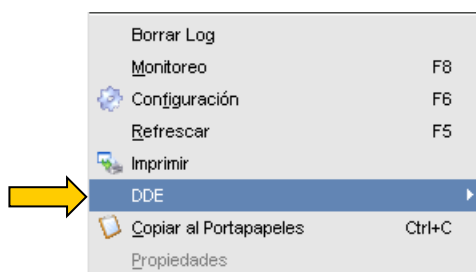 Borrar Log
Monitoreo F8
Configuración F6
Refrescar F5
Imprimir
DDE
Copiar al Portapapeles Ctrl+C
Propiedades